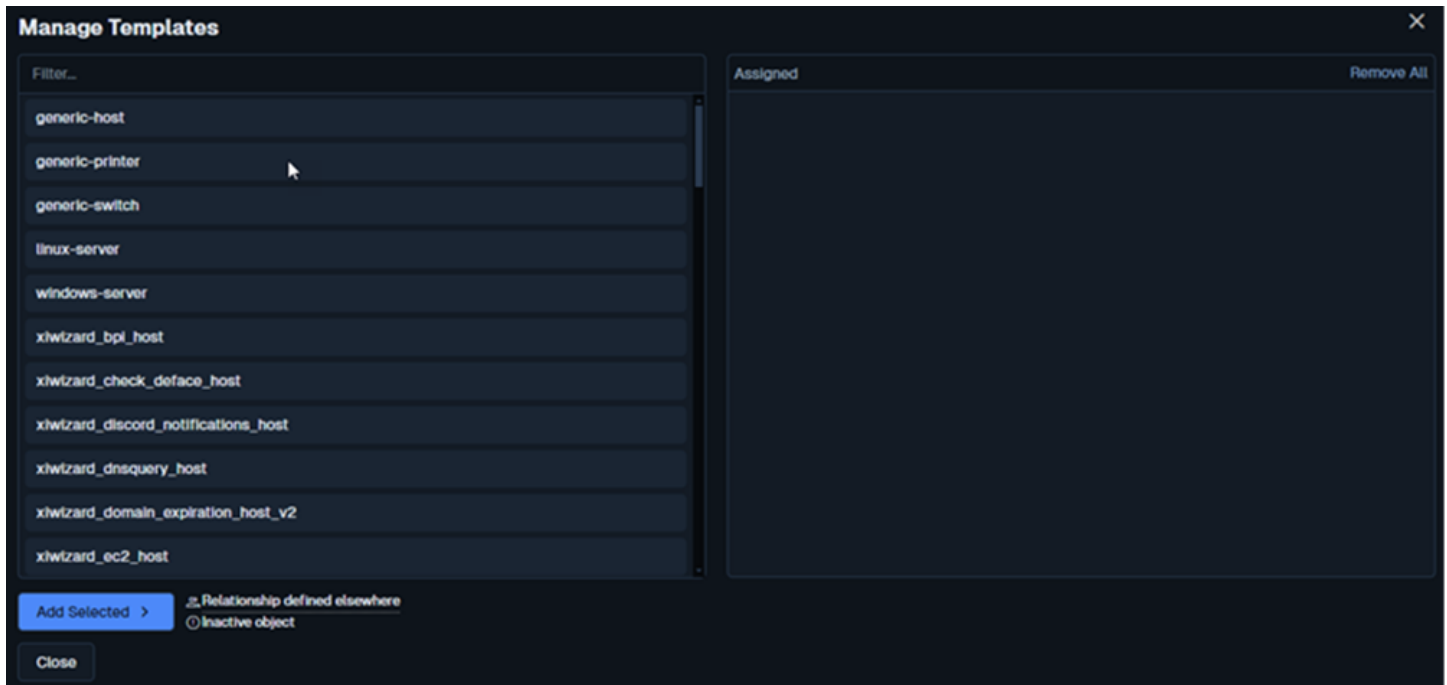 Manage Templates
Filter...
generic-host
generic-printer
generic-switch
linux-server
windows-server
xiwizard_bpi_host
xiwizard_check_deface_host
xiwizard_discord_notifications_host
xiwizard_dnsquery_host
xiwizard_domain_expiration_host_v2
xiwizard_ec2_host
Assigned Remove All
Add Selected >
Relationship defined elsewhere
Inactive object
Close